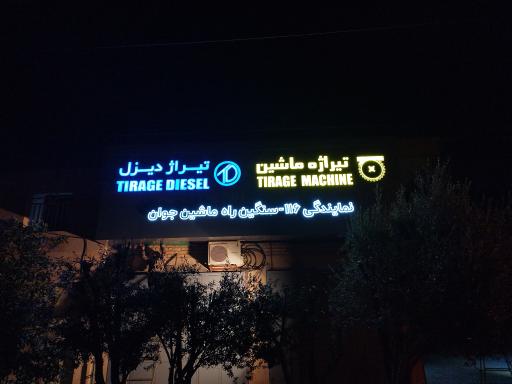 تیراژه ماشین
TIRAGE MACHINE
تیراژ دیزل
TIRAGE DIESEL
نمایندگی ۱۱۶-سنگین راه ماشین جوان